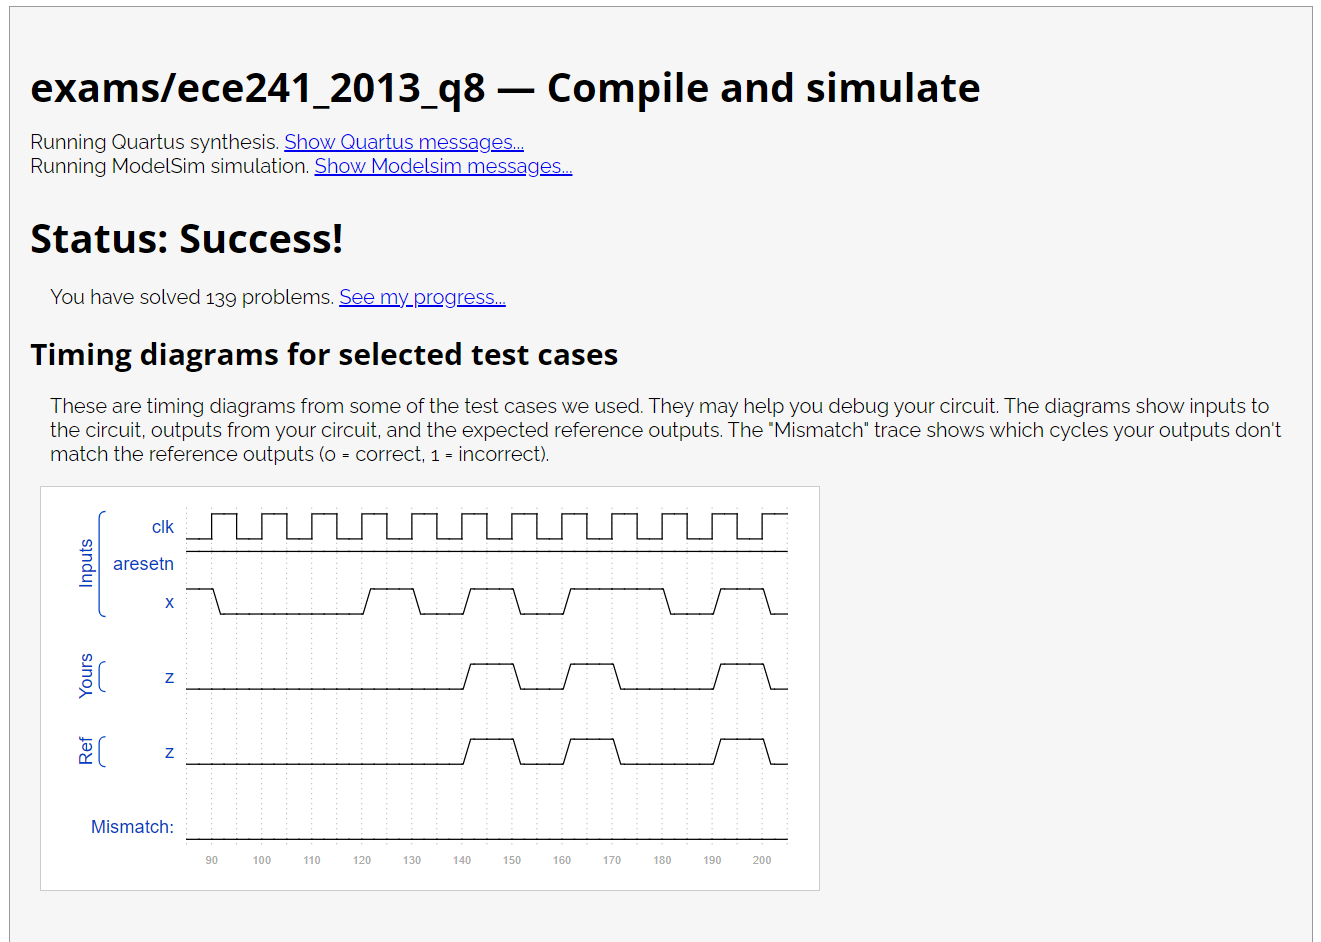 exams/ece241_2013_q8 — Compile and simulate
Running Quartus synthesis. Show Quartus messages...
Running ModelSim simulation. Show Modelsim messages...
Status: Success!
You have solved 139 problems. See my progress...
Timing diagrams for selected test cases
These are timing diagrams from some of the test cases we used. They may help you debug your circuit. The diagrams show inputs to
the circuit, outputs from your circuit, and the expected reference outputs. The "Mismatch" trace shows which cycles your outputs don't
match the reference outputs (0 = correct, 1 = incorrect).
Inputs
clk
aresetn
x
Yours
z
Ref
z
Mismatch:
90 100 110 120 130 140 150 160 170 180 190 200